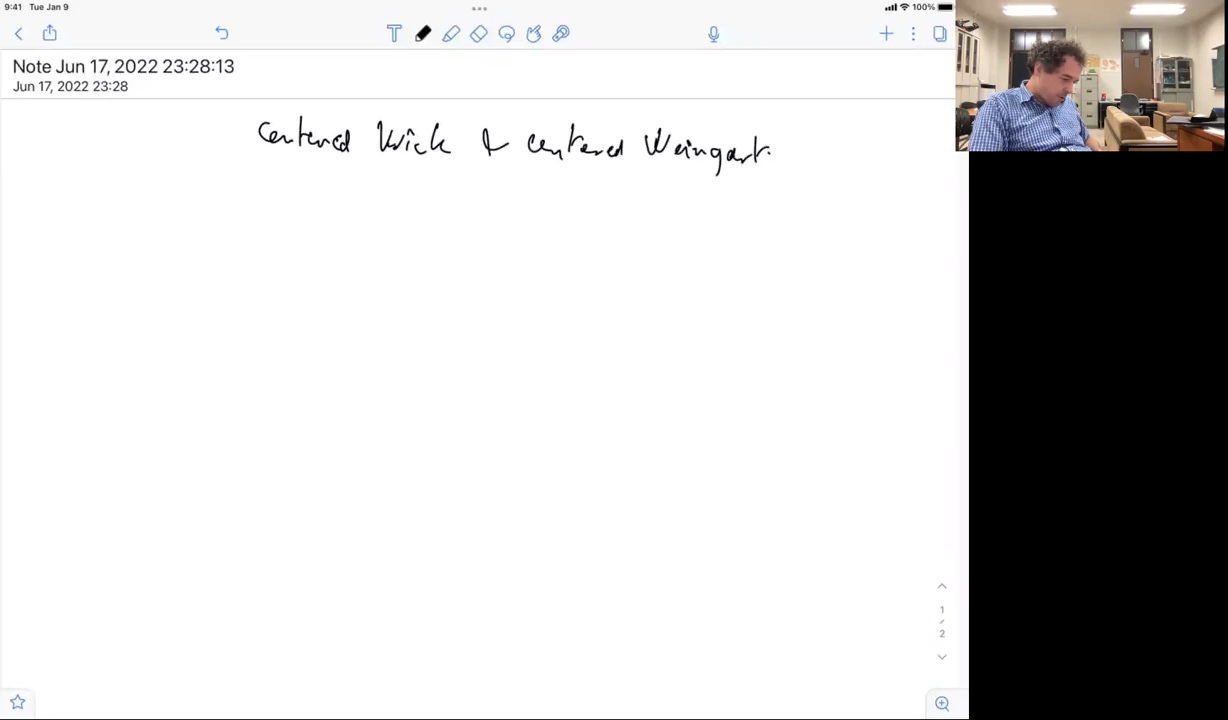 9:41 Tue Jan 9
100%
Note Jun 17, 2022 23:28:13
Jun 17, 2022 23:28
Centered Wick & centered Weingart.
1
2